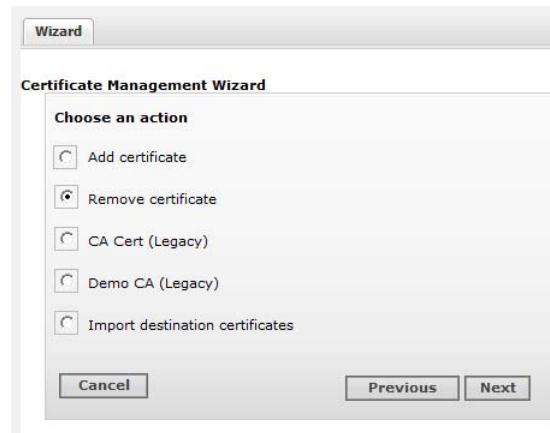 Wizard
Certificate Management Wizard
Choose an action
Add certificate
Remove certificate
CA Cert (Legacy)
Demo CA (Legacy)
Import destination certificates
Cancel Previous Next